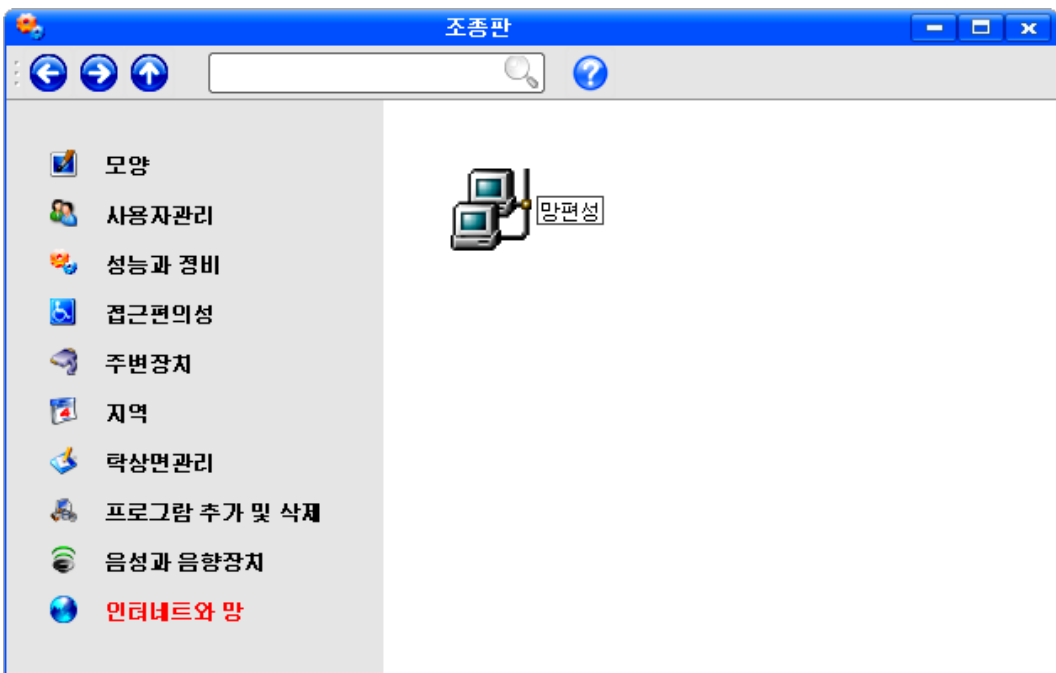 조종판
모양
사용자관리
성능과 정비
접근편의성
주변장치
지역
탁상면관리
프로그람 추가 및 삭제
음성과 음향장치
인터네트와 망
망편성